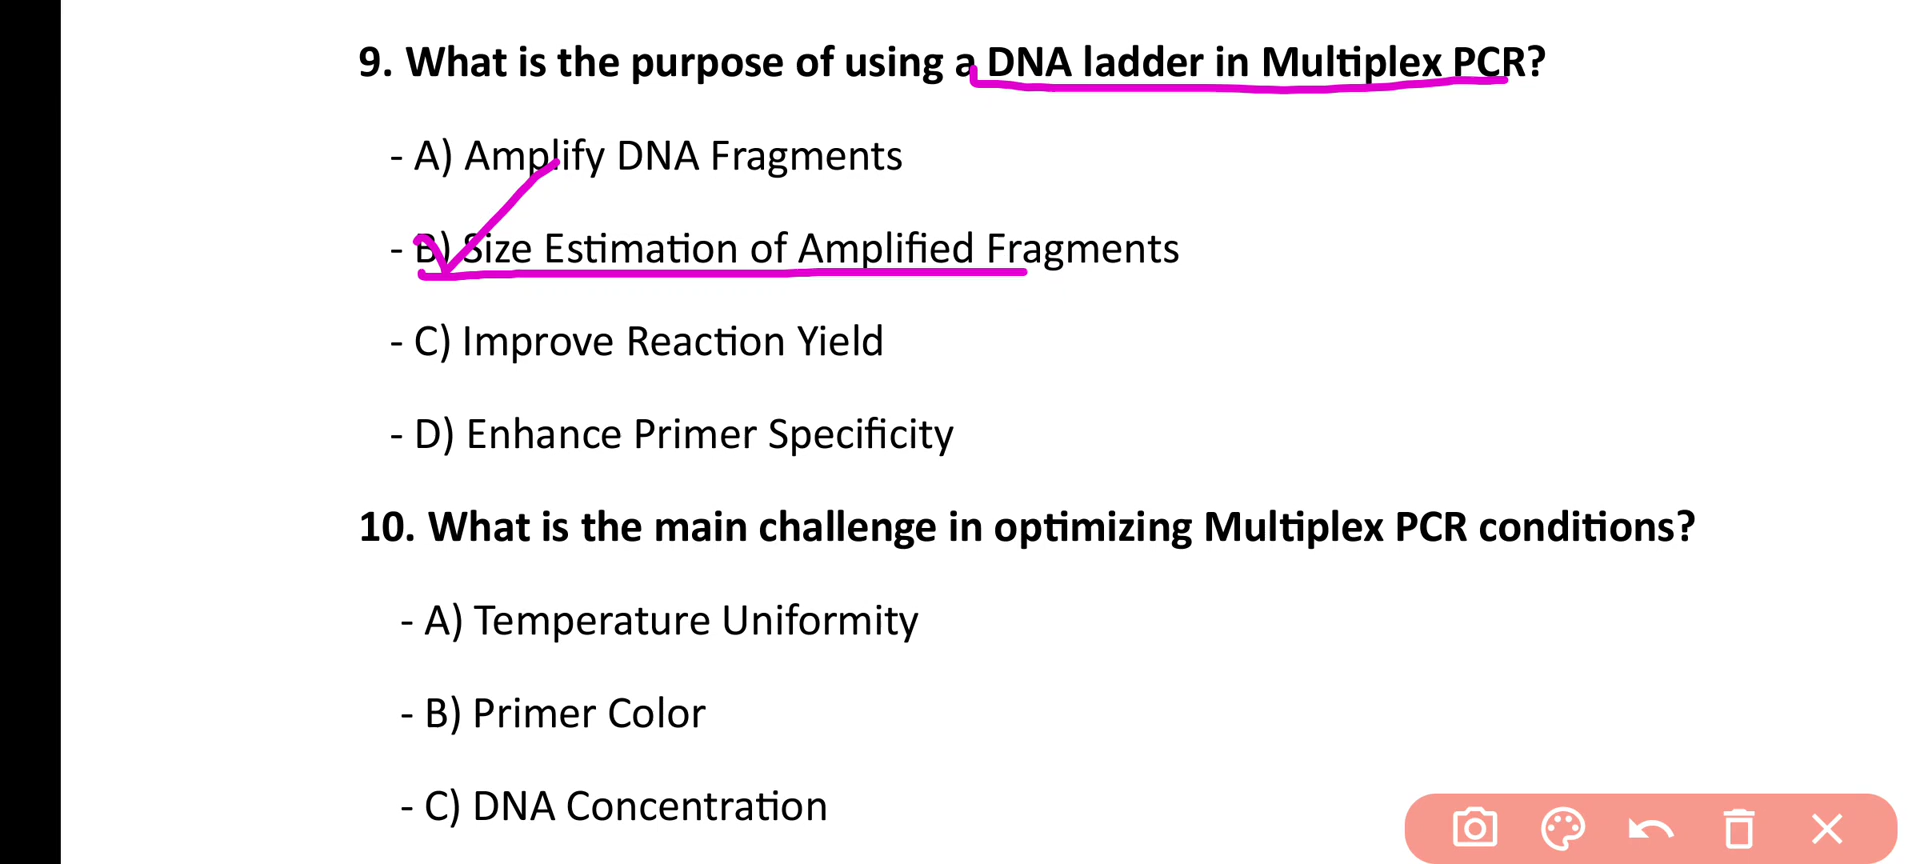 9. What is the purpose of using a DNA ladder in Multiplex PCR?
- A) Amplify DNA Fragments
- B) Size Estimation of Amplified Fragments
- C) Improve Reaction Yield
- D) Enhance Primer Specificity
10. What is the main challenge in optimizing Multiplex PCR conditions?
- A) Temperature Uniformity
- B) Primer Color
- C) DNA Concentration